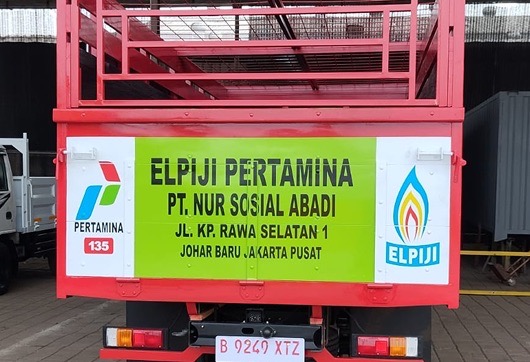 ELPIJI PERTAMINA
PT. NUR SOSIAL ABADI
JL. KP. RAWA SELATAN 1
JOHAR BARU JAKARTA PUSAT
PERTAMINA
135
ELPIJI
B 9249 XTZ